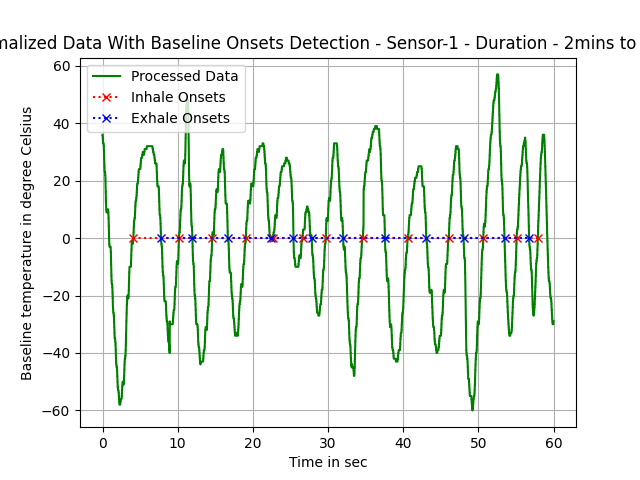 malized Data With Baseline Onsets Detection - Sensor-1 - Duration - 2mins to
Processed Data
Inhale Onsets
Exhale Onsets
Baseline temperature in degree Celsius
60
40
20
0
−20
−40
−60
0 10 20 30 40 50 60
Time in sec